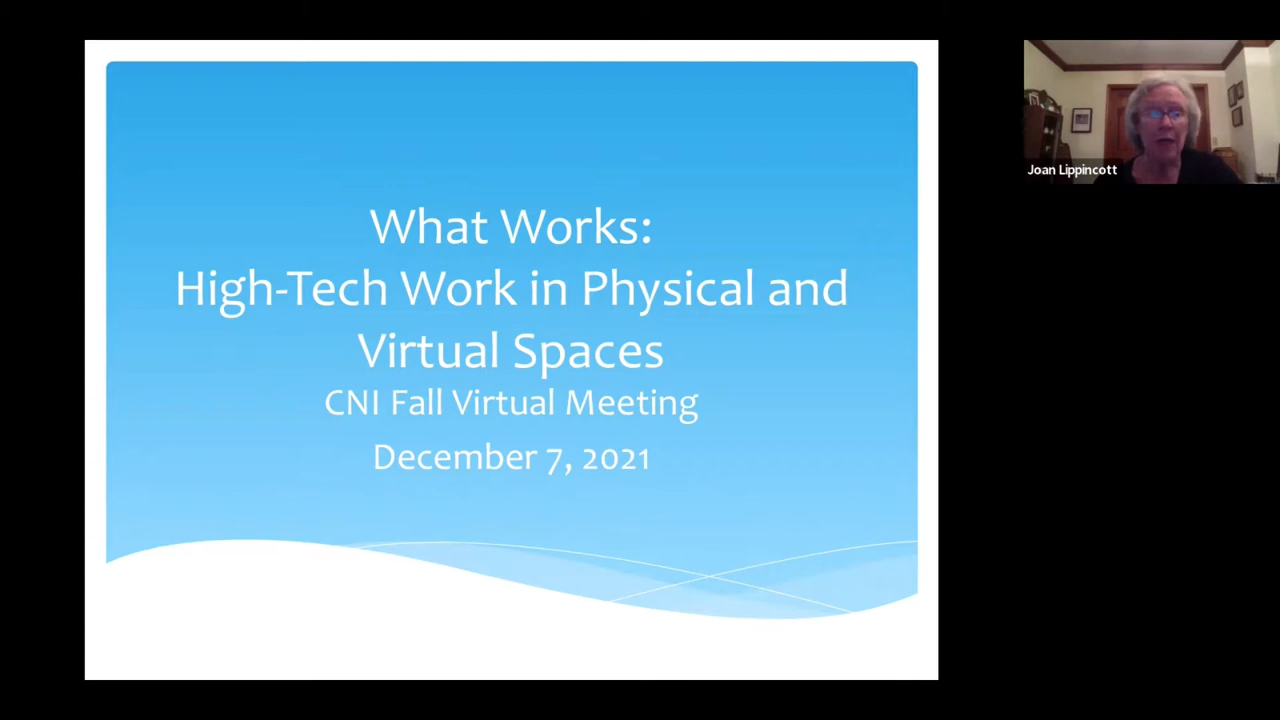 What Works:
High-Tech Work in Physical and
Virtual Spaces
CNI Fall Virtual Meeting
December 7, 2021
Joan Lippincott